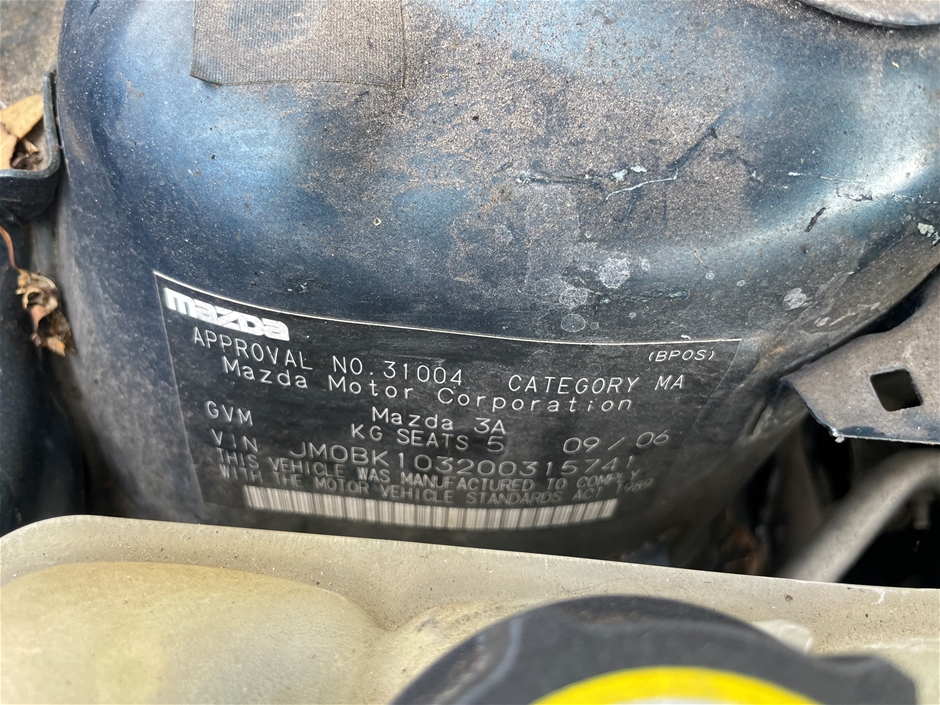 mazda
(BPOS)
APPROVAL NO. 31004 CATEGORY MA
Mazda Motor Corporation
Mazda 3A
GVM KG SEATS 5 09/06
VIN JM0BK103200315741
THIS VEHICLE WAS MANUFACTURED TO COMPLY
WITH THE MOTOR VEHICLE STANDARDS ACT 1989